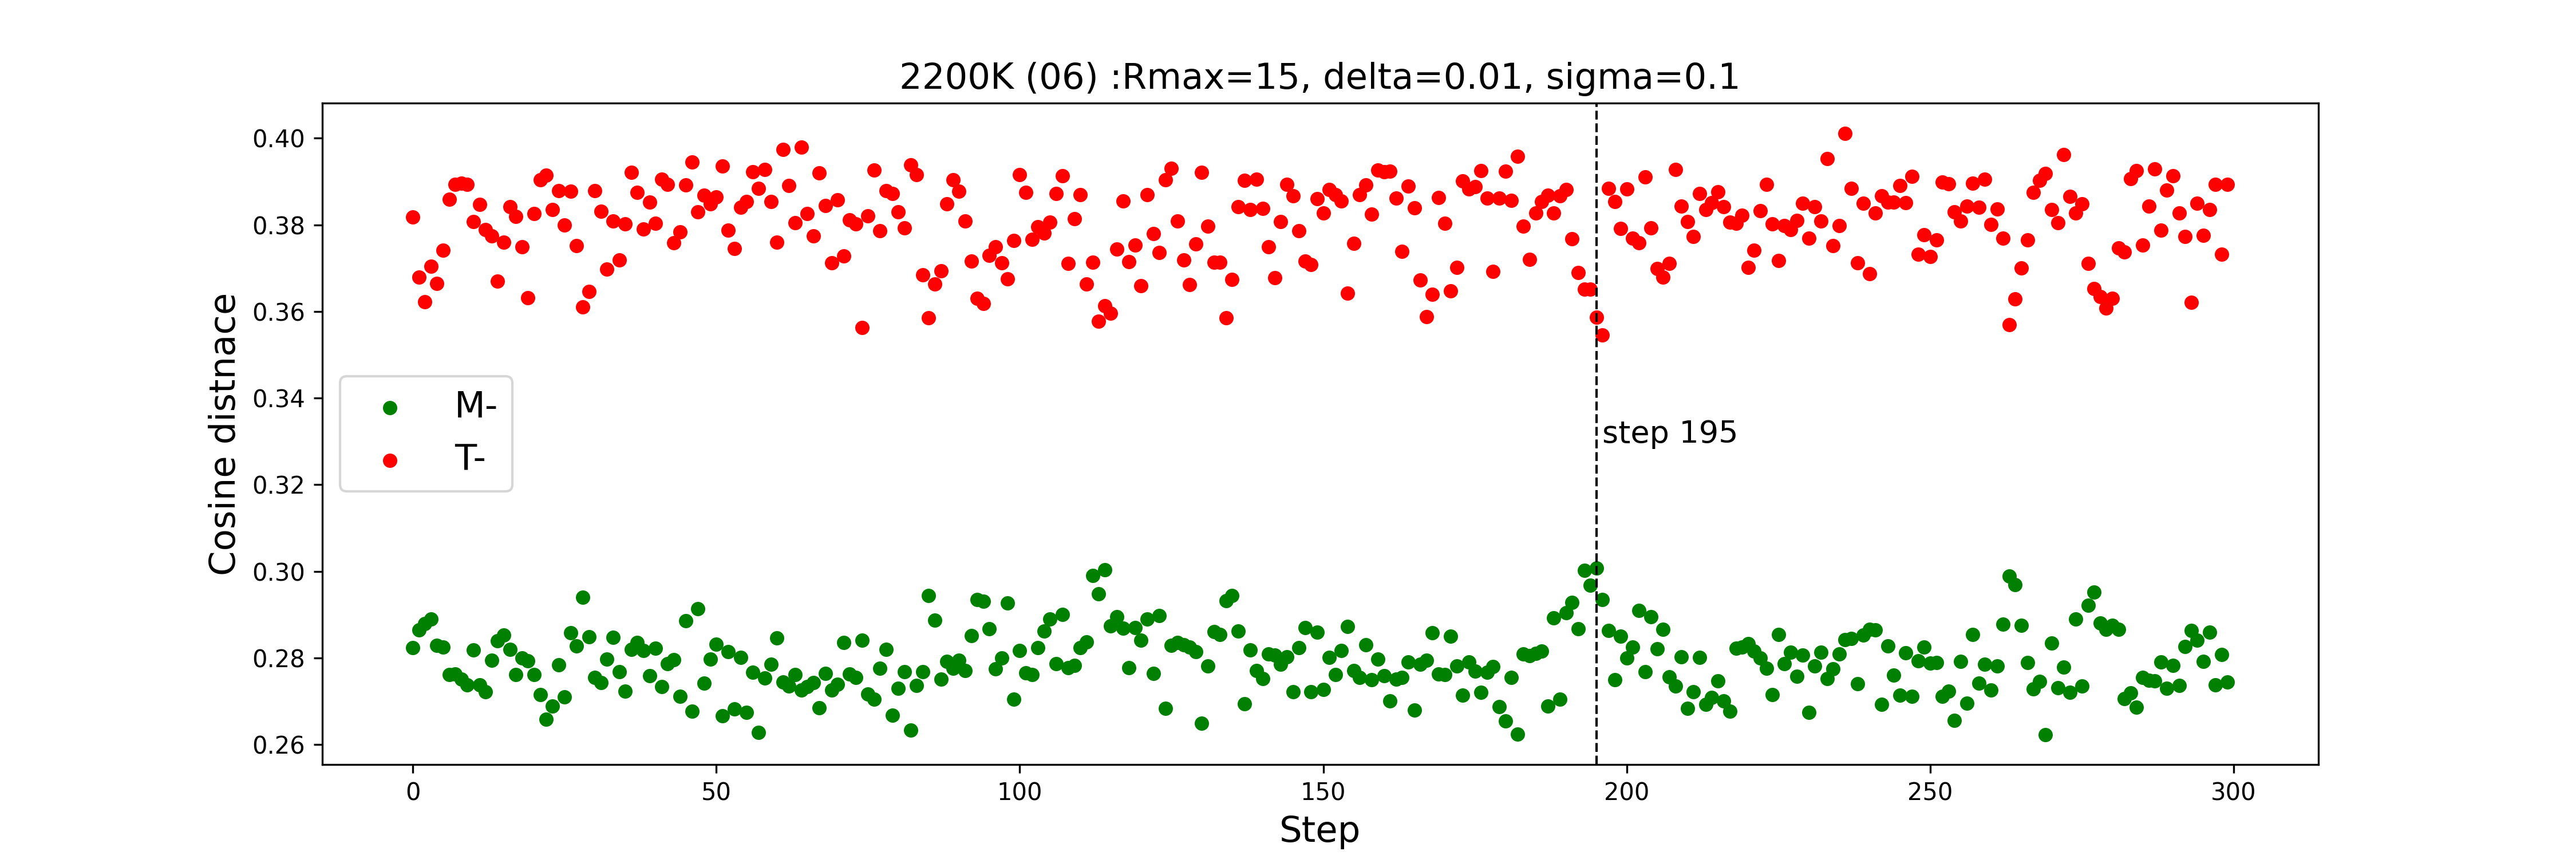 2200K (06) :Rmax=15, delta=0.01, sigma=0.1
Cosine distnace
0.40
0.38
0.36
0.34
0.32
0.30
0.28
0.26
M-
T-
step 195
0 50 100 150 200 250 300
Step